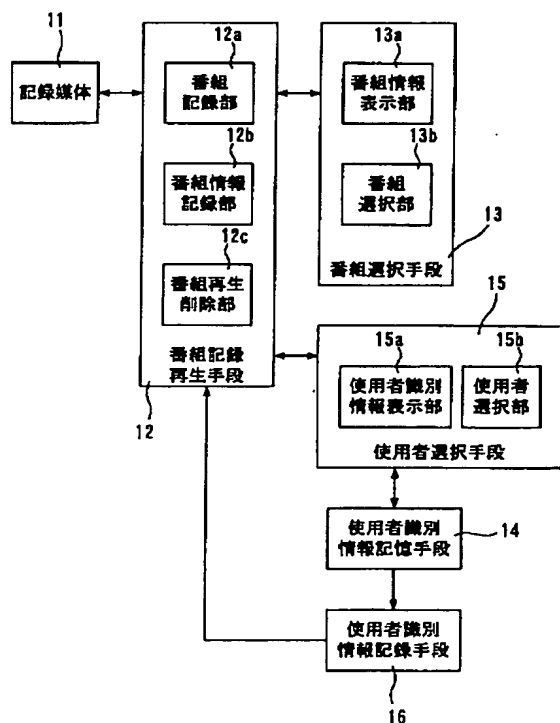 11
記録媒体
12a
番組
記録部
12b
番組情報
記録部
12c
番組再生
削除部
番組記録
再生手段
12
13a
番組情報
表示部
13b
番組
選択部
番組選択手段
13
15
15a
使用者識別
情報表示部
15b
使用者
選択部
使用者選択手段
使用者識別
情報記憶手段
14
使用者識別
情報記録手段
16